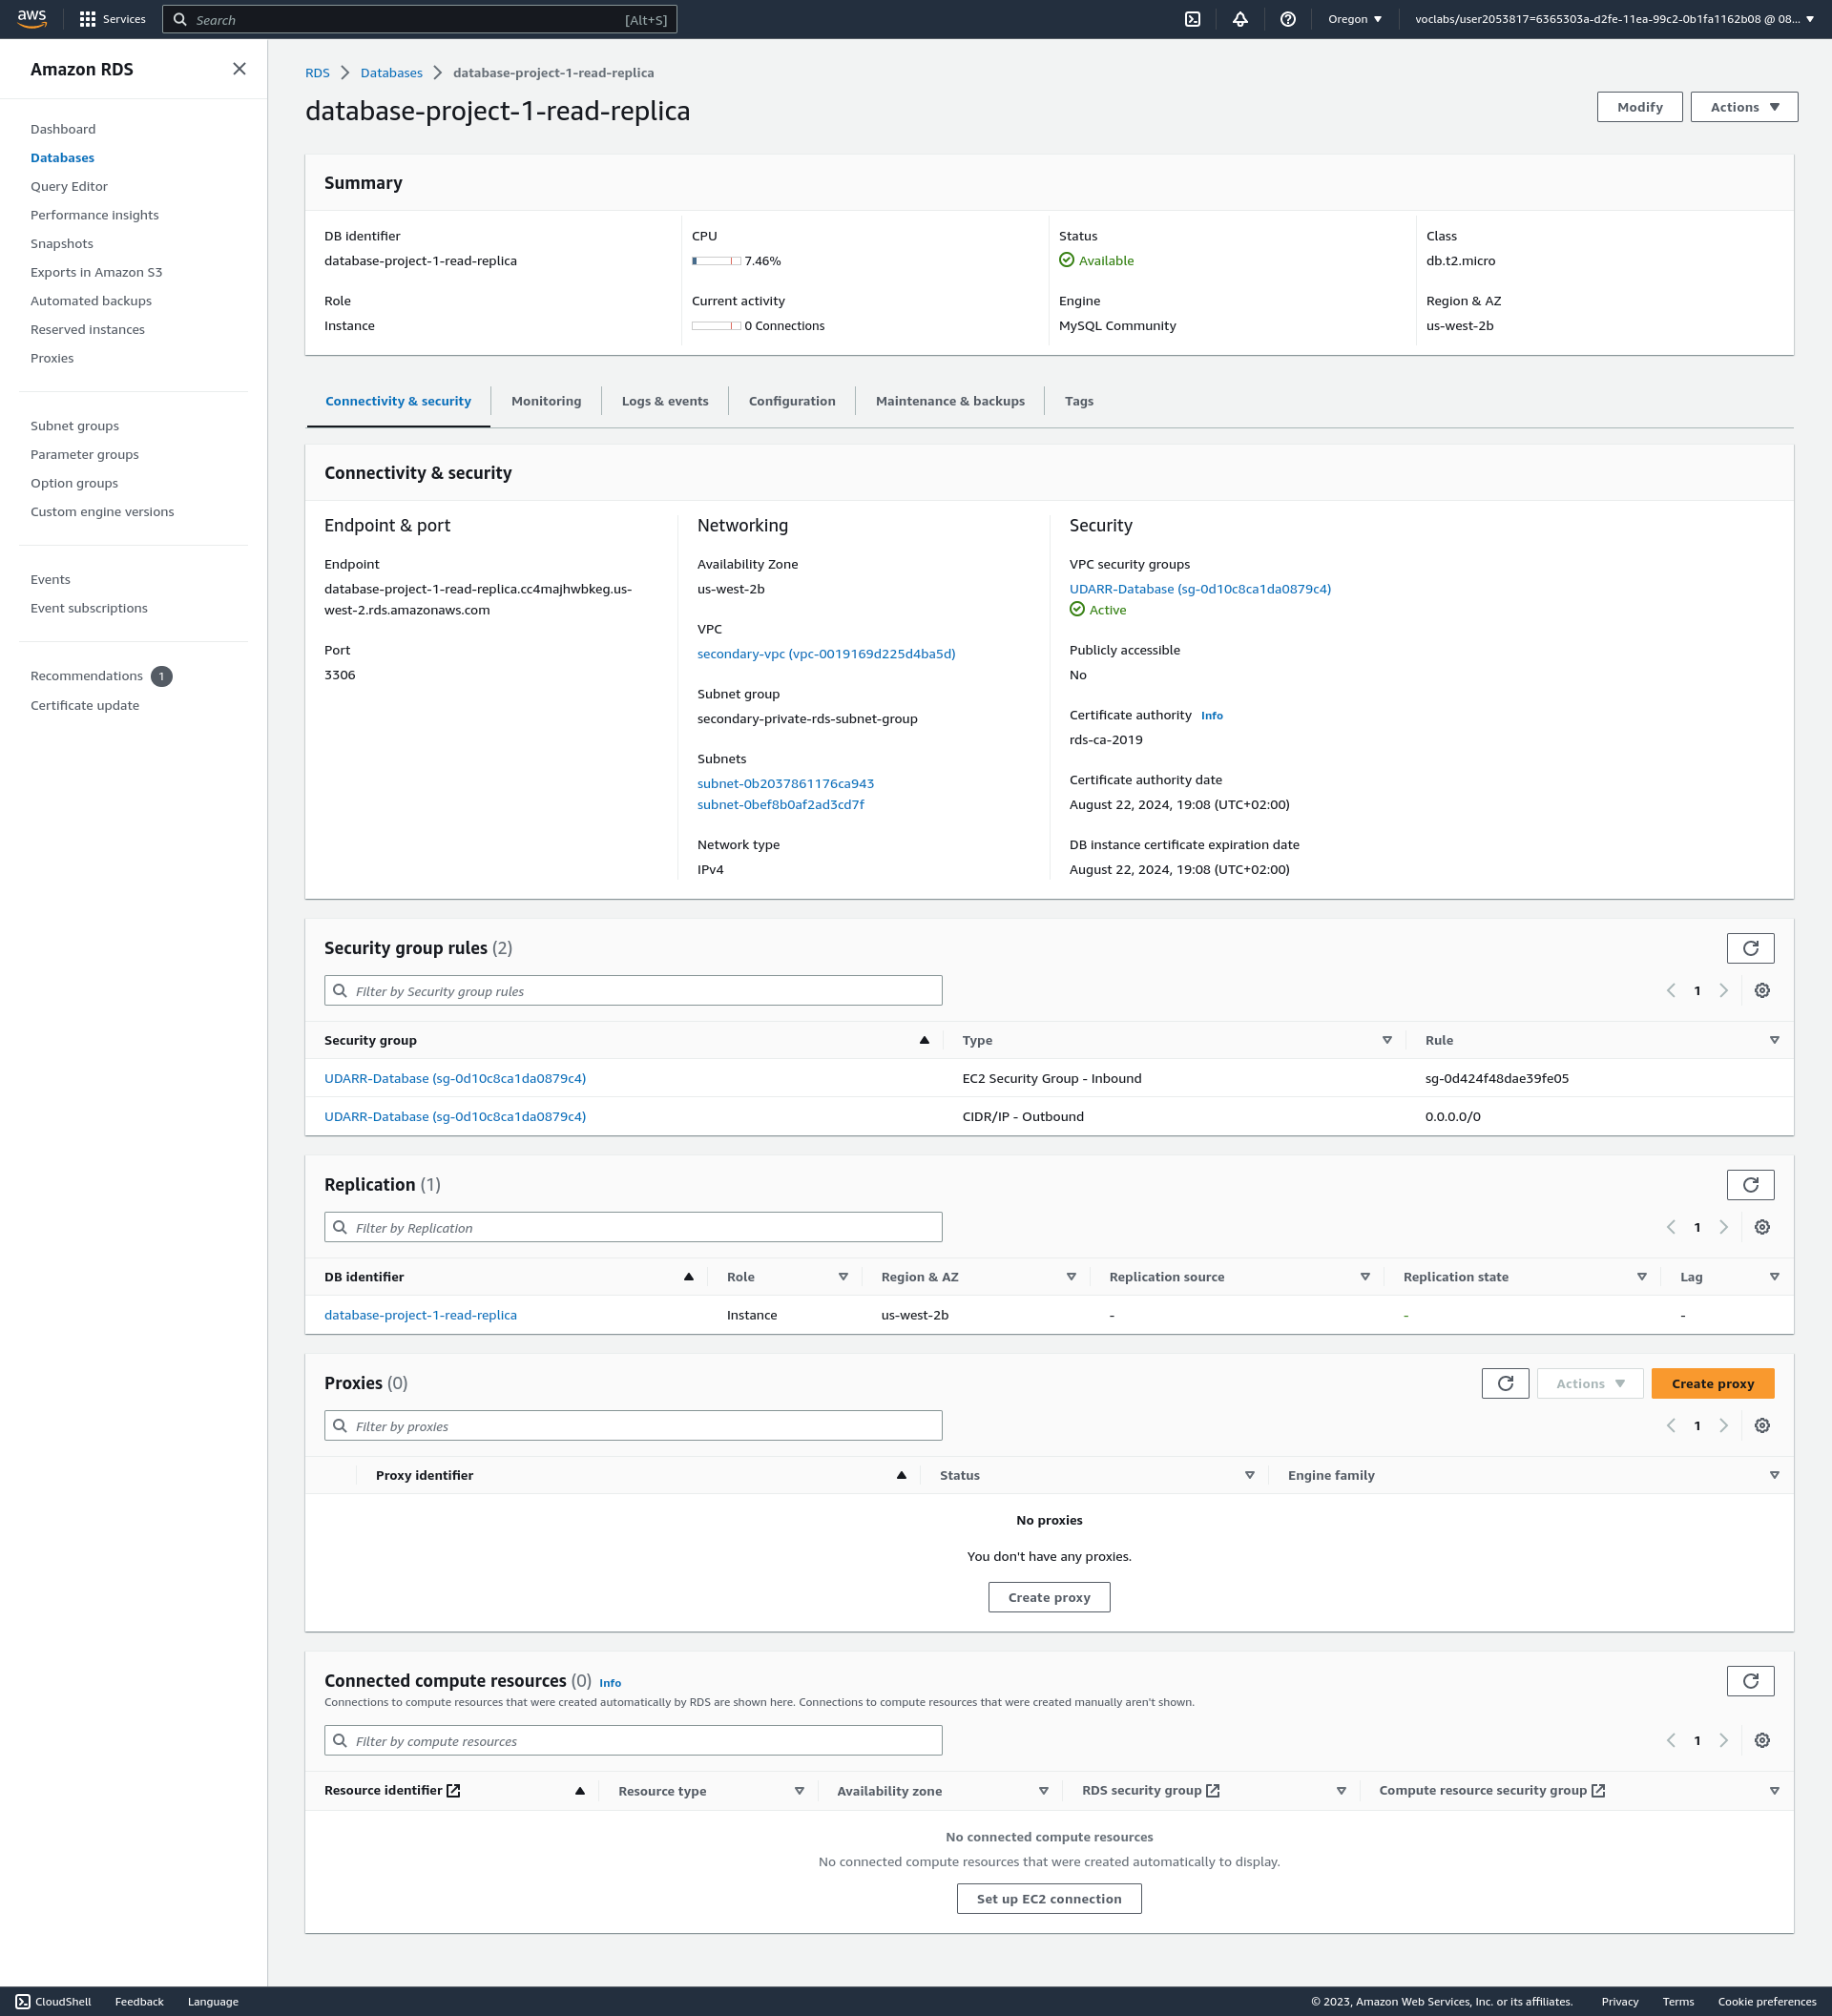 aws
Services
Search
[Alt+S]
Oregon
voclabs/user2053817=6365303a-d2fe-11ea-99c2-0b1fa1162b08 @ 08...
Amazon RDS
Dashboard
Databases
Query Editor
Performance insights
Snapshots
Exports in Amazon S3
Automated backups
Reserved instances
Proxies
Subnet groups
Parameter groups
Option groups
Custom engine versions
Events
Event subscriptions
Recommendations 1
Certificate update
RDS
Databases
database-project-1-read-replica
database-project-1-read-replica
Modify
Actions
Summary
DB identifier
database-project-1-read-replica
Role
Instance
CPU
7.46%
Current activity
0 Connections
Status
Available
Engine
MySQL Community
Class
db.t2.micro
Region & AZ
us-west-2b
Connectivity & security
Monitoring
Logs & events
Configuration
Maintenance & backups
Tags
Connectivity & security
Endpoint & port
Endpoint
database-project-1-read-replica.cc4majhwbkeg.us-
west-2.rds.amazonaws.com
Port
3306
Networking
Availability Zone
us-west-2b
VPC
secondary-vpc (vpc-0019169d225d4ba5d)
Subnet group
secondary-private-rds-subnet-group
Subnets
subnet-0b2037861176ca943
subnet-0bef8b0af2ad3cd7f
Network type
IPv4
Security
VPC security groups
UDARR-Database (sg-0d10c8ca1da0879c4)
Active
Publicly accessible
No
Certificate authority Info
rds-ca-2019
Certificate authority date
August 22, 2024, 19:08 (UTC+02:00)
DB instance certificate expiration date
August 22, 2024, 19:08 (UTC+02:00)
Security group rules (2)
Filter by Security group rules
1
Security group
Type
Rule
UDARR-Database (sg-0d10c8ca1da0879c4)
EC2 Security Group - Inbound
sg-0d424f48dae39fe05
UDARR-Database (sg-0d10c8ca1da0879c4)
CIDR/IP - Outbound
0.0.0.0/0
Replication (1)
Filter by Replication
1
DB identifier
Role
Region & AZ
Replication source
Replication state
Lag
database-project-1-read-replica
Instance
us-west-2b
-
-
-
Proxies (0)
Actions
Create proxy
Filter by proxies
1
Proxy identifier
Status
Engine family
No proxies
You don't have any proxies.
Create proxy
Connected compute resources (0) Info
Connections to compute resources that were created automatically by RDS are shown here. Connections to compute resources that were created manually aren't shown.
Filter by compute resources
1
Resource identifier
Resource type
Availability zone
RDS security group
Compute resource security group
No connected compute resources
No connected compute resources that were created automatically to display.
Set up EC2 connection
CloudShell
Feedback
Language
© 2023, Amazon Web Services, Inc. or its affiliates.
Privacy
Terms
Cookie preferences